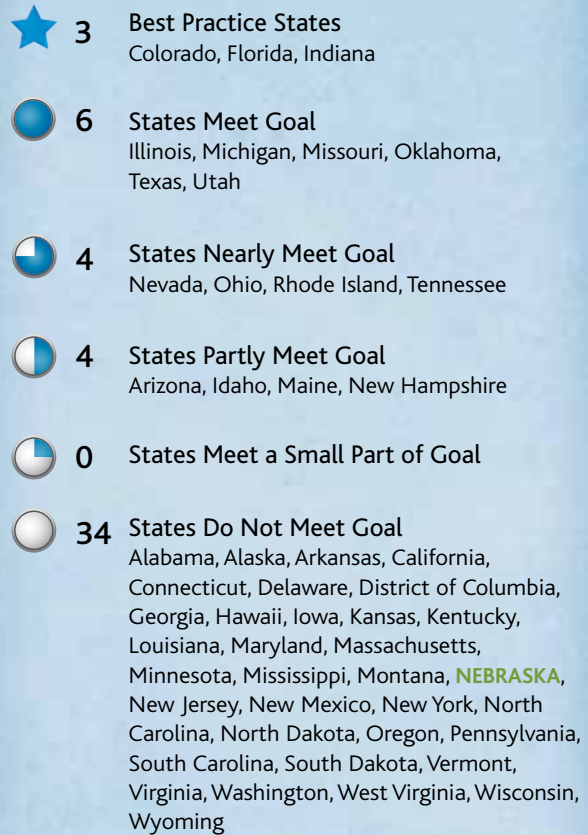 3 Best Practice States
Colorado, Florida, Indiana
6 States Meet Goal
Illinois, Michigan, Missouri, Oklahoma,
Texas, Utah
4 States Nearly Meet Goal
Nevada, Ohio, Rhode Island, Tennessee
4 States Partly Meet Goal
Arizona, Idaho, Maine, New Hampshire
0 States Meet a Small Part of Goal
34 States Do Not Meet Goal
Alabama, Alaska, Arkansas, California,
Connecticut, Delaware, District of Columbia,
Georgia, Hawaii, Iowa, Kansas, Kentucky,
Louisiana, Maryland, Massachusetts,
Minnesota, Mississippi, Montana, NEBRASKA,
New Jersey, New Mexico, New York, North
Carolina, North Dakota, Oregon, Pennsylvania,
South Carolina, South Dakota, Vermont,
Virginia, Washington, West Virginia, Wisconsin,
Wyoming